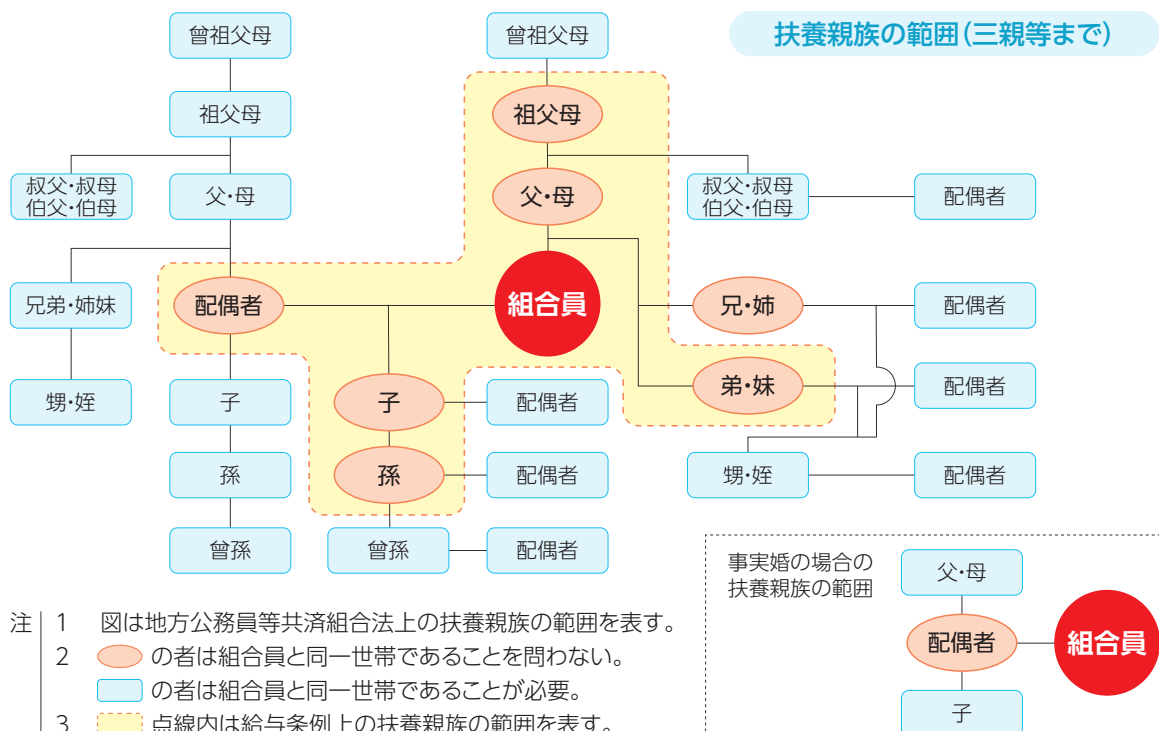 扶養親族の範囲(三親等まで)
曾祖父母
曾祖父母
祖父母
祖父母
叔父・叔母
伯父・伯母
父・母
父・母
叔父・叔母
伯父・伯母
配偶者
兄弟・姉妹
配偶者
組合員
兄・姉
配偶者
弟・妹
配偶者
甥・姪
子
子
配偶者
孫
孫
配偶者
甥・姪
配偶者
曾孫
曾孫
配偶者
事実婚の場合の
扶養親族の範囲
父・母
配偶者
組合員
子
注 1 図は地方公務員等共済組合法上の扶養親族の範囲を表す。
2 の者は組合員と同一世帯であることを問わない。
の者は組合員と同一世帯であることが必要。
3 点線内は給与条例上の扶養親族の範囲を表す。